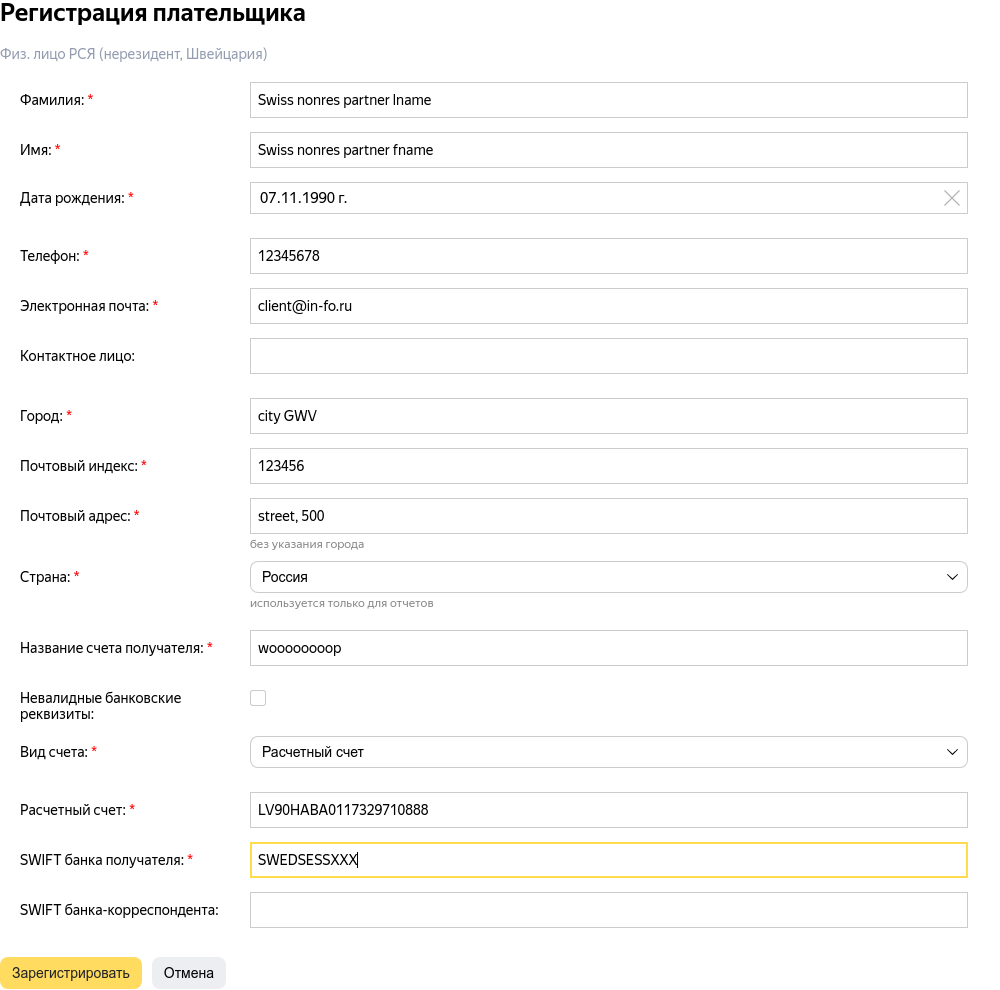 Регистрация плательщика
Физ. лицо РСЯ (нерезидент, Швейцария)
Фамилия: * Swiss nonres partner lname
Имя: * Swiss nonres partner fname
Дата рождения: * 07.11.1990 г.
Телефон: * 12345678
Электронная почта: * client@in-fo.ru
Контактное лицо:
Город: * city GWV
Почтовый индекс: * 123456
Почтовый адрес: * street, 500
без указания города
Страна: * Россия
используется только для отчетов
Название счета получателя: * woooooooop
Невалидные банковские
реквизиты:
Вид счета: * Расчетный счет
Расчетный счет: * LV90HABA0117329710888
SWIFT банка получателя: * SWEDSESSXXX
SWIFT банка-корреспондента:
Зарегистрировать Отмена